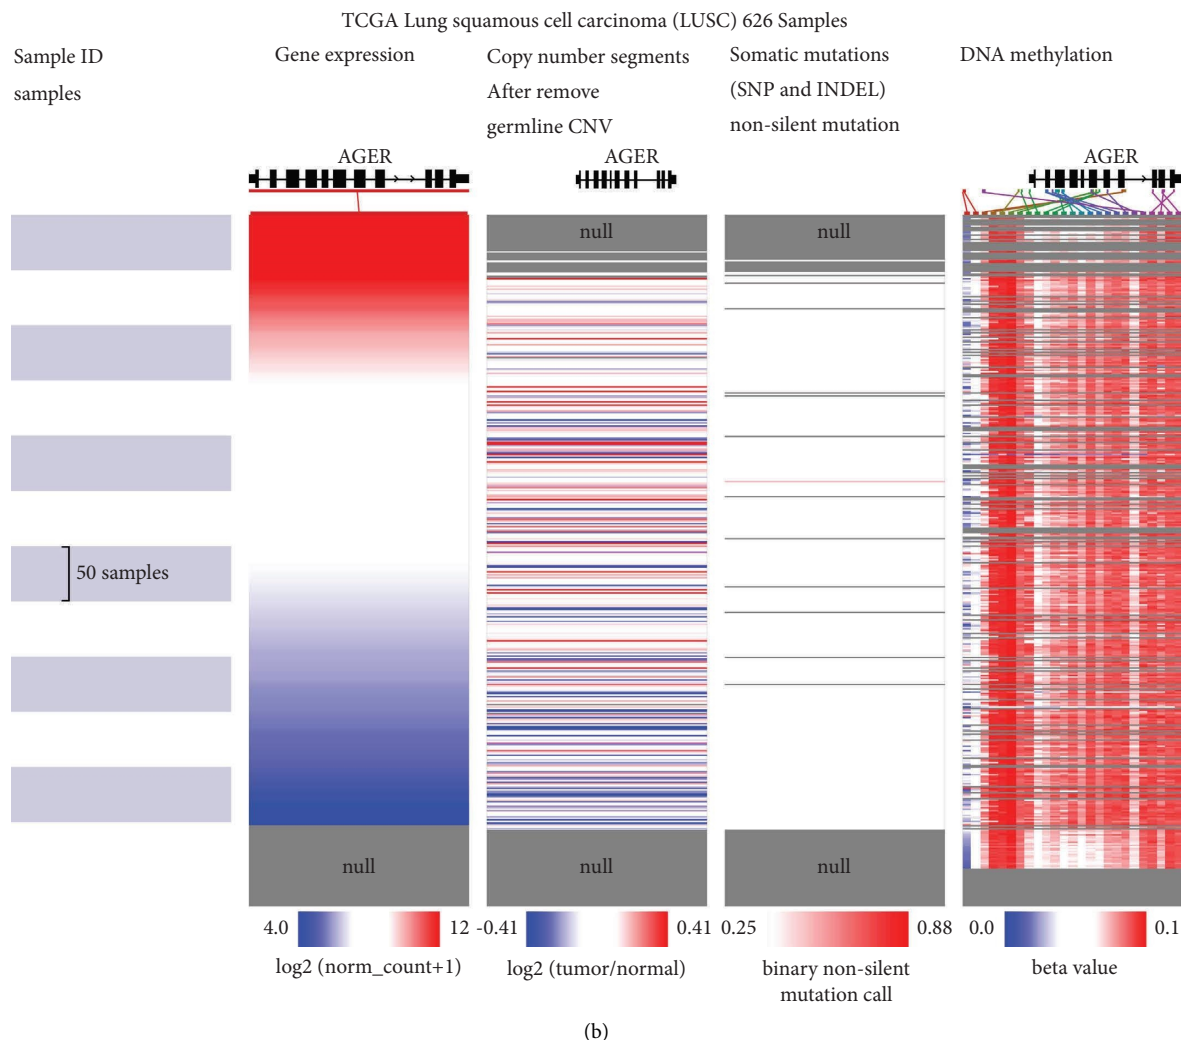 TCGA Lung squamous cell carcinoma (LUSC) 626 Samples
Sample ID
samples
Gene expression
Copy number segments
After remove
germline CNV
Somatic mutations
(SNP and INDEL)
non-silent mutation
DNA methylation
AGER
AGER
AGER
null
null
50 samples
null
null
null
4.0
12
-0.41
0.41
0.25
0.88
0.0
0.1
log2 (norm_count+1)
log2 (tumor/normal)
binary non-silent
mutation call
beta value
(b)